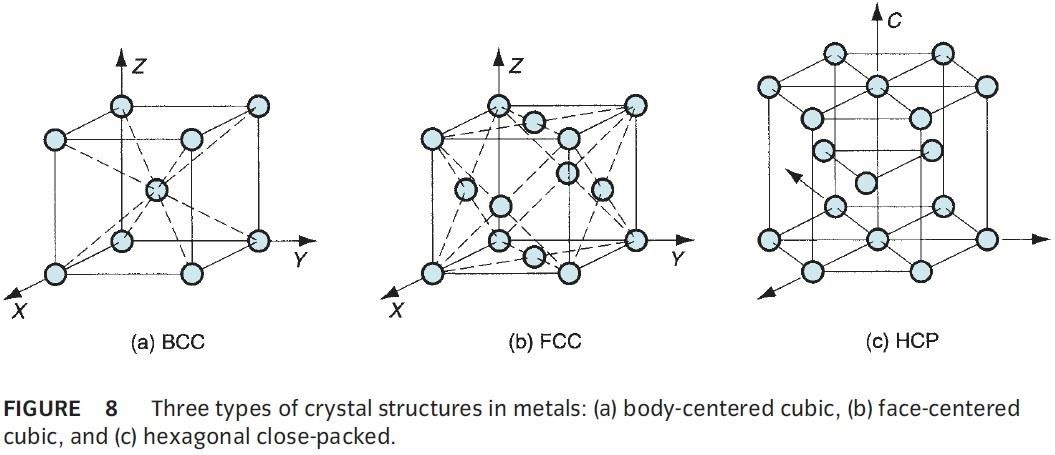 Z
Y
X
(a) BCC
Z
Y
X
(b) FCC
C
(c) HCP
FIGURE 8 Three types of crystal structures in metals: (a) body-centered cubic, (b) face-centered
cubic, and (c) hexagonal close-packed.